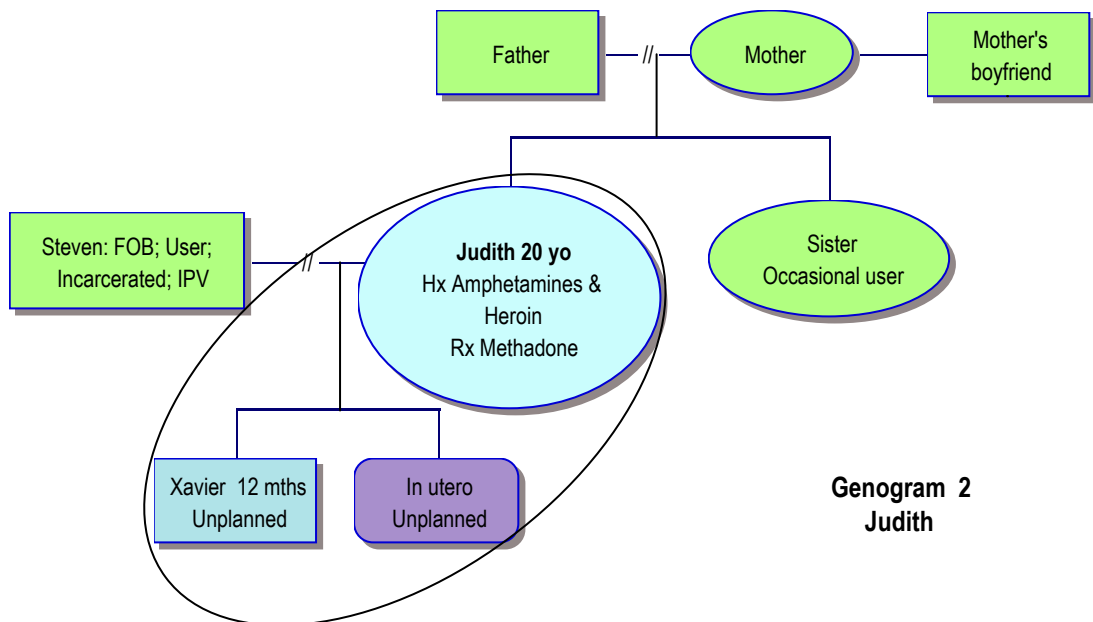 Father
//
Mother
Mother's
boyfriend
Steven: FOB; User;
Incarcerated; IPV
//
Judith 20 yo
Hx Amphetamines &
Heroin
Rx Methadone
Sister
Occasional user
Xavier 12 mths
Unplanned
In utero
Unplanned
Genogram 2
Judith